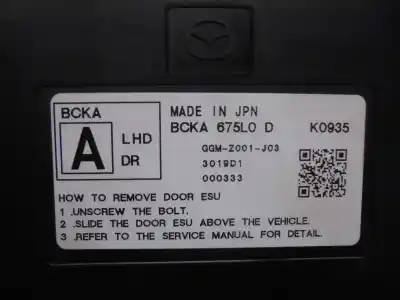 BCKA
A
LHD
DR
MADE IN JPN
BCKA 675L0 D K0935
GGM-Z001-J03
3019D1
000333
HOW TO REMOVE DOOR ESU
1 .UNSCREW THE BOLT.
2 .SLIDE THE DOOR ESU ABOVE THE VEHICLE.
3 .REFER TO THE SERVICE MANUAL FOR DETAIL.